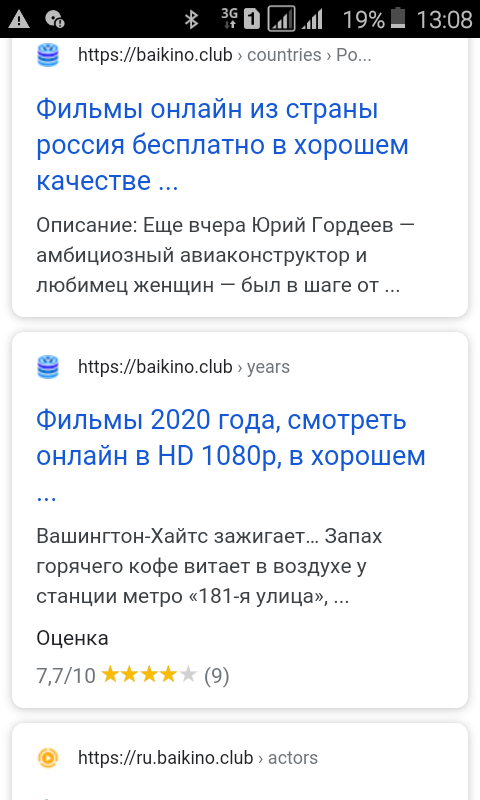 3G 1 19% 13:08
https://baikino.club › countries › Po...
Фильмы онлайн из страны
россия бесплатно в хорошем
качестве ...
Описание: Еще вчера Юрий Гордеев —
амбициозный авиаконструктор и
любимец женщин — был в шаге от ...
https://baikino.club › years
Фильмы 2020 года, смотреть
онлайн в HD 1080p, в хорошем
...
Вашингтон-Хайтс зажигает… Запах
горячего кофе витает в воздухе у
станции метро «181-я улица», ...
Оценка
7,7/10 ★★★★★ (9)
https://ru.baikino.club › actors